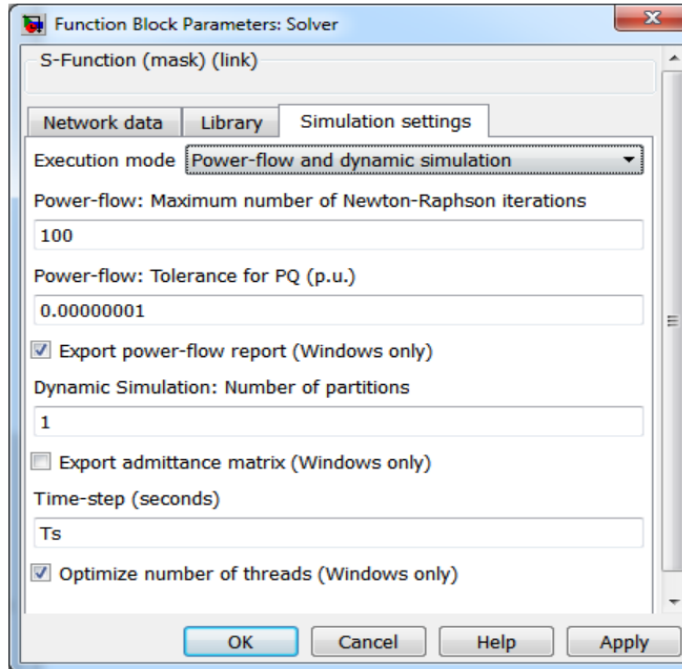 Function Block Parameters: Solver
S-Function (mask) (link)
Network data Library Simulation settings
Execution mode Power-flow and dynamic simulation
Power-flow: Maximum number of Newton-Raphson iterations
100
Power-flow: Tolerance for PQ (p.u.)
0.00000001
Export power-flow report (Windows only)
Dynamic Simulation: Number of partitions
1
Export admittance matrix (Windows only)
Time-step (seconds)
Ts
Optimize number of threads (Windows only)
OK Cancel Help Apply